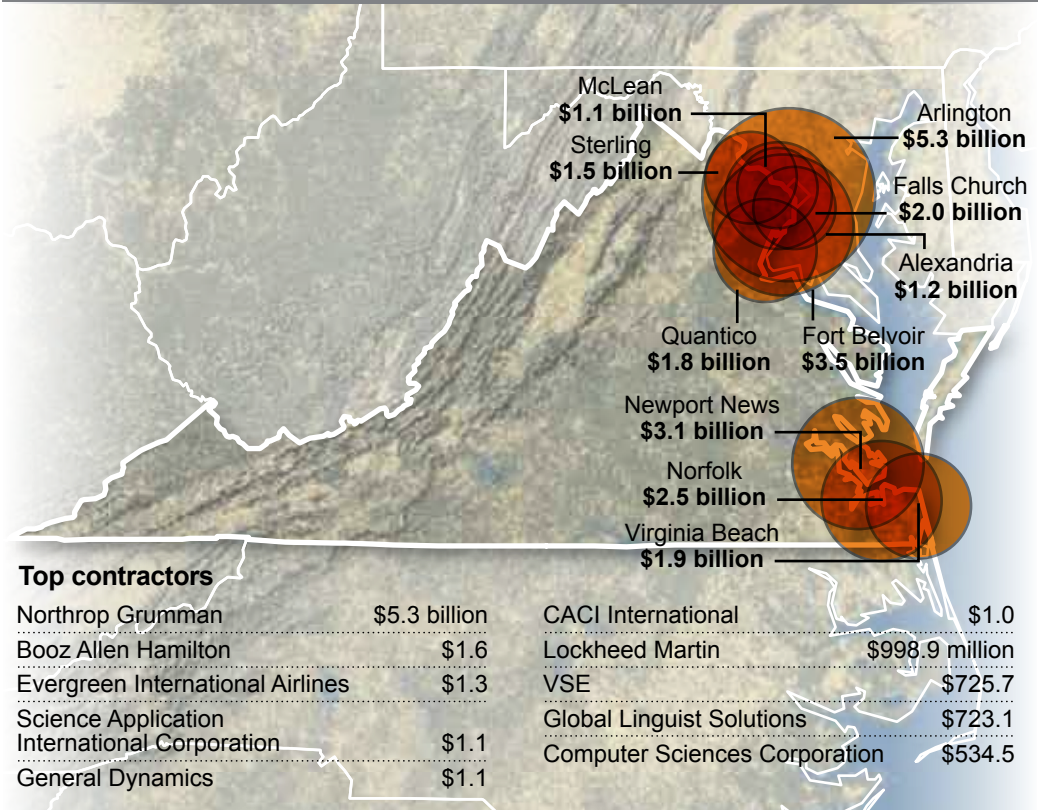 McLean
$1.1 billion
Sterling
$1.5 billion
Arlington
$5.3 billion
Falls Church
$2.0 billion
Alexandria
$1.2 billion
Quantico
$1.8 billion
Fort Belvoir
$3.5 billion
Newport News
$3.1 billion
Norfolk
$2.5 billion
Virginia Beach
$1.9 billion
Top contractors
Northrop Grumman $5.3 billion
Booz Allen Hamilton $1.6
Evergreen International Airlines $1.3
Science Application
International Corporation $1.1
General Dynamics $1.1
CACI International $1.0
Lockheed Martin $998.9 million
VSE $725.7
Global Linguist Solutions $723.1
Computer Sciences Corporation $534.5